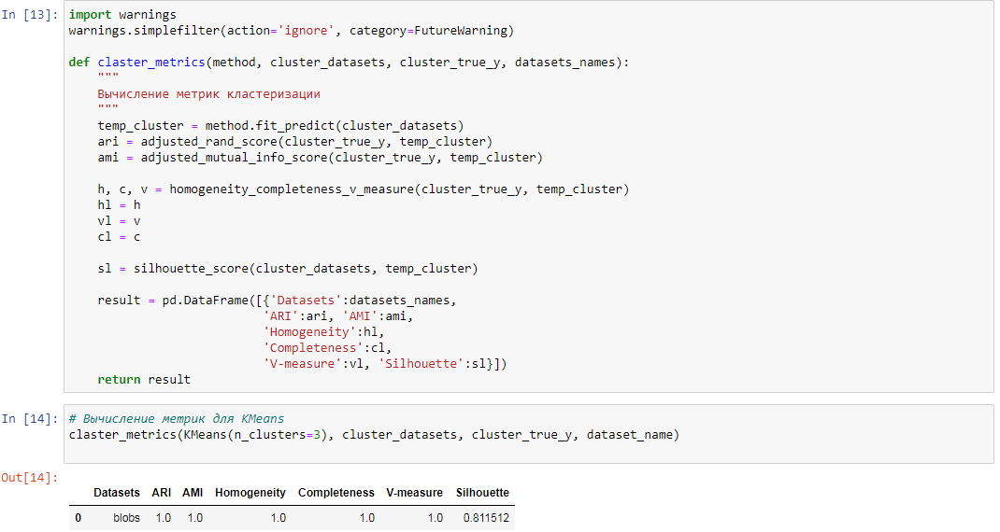 In [13]: import warnings
warnings.simplefilter(action='ignore', category=FutureWarning)
def claster_metrics(method, cluster_datasets, cluster_true_y, datasets_names):
"""
Вычисление метрик кластеризации
"""
temp_cluster = method.fit_predict(cluster_datasets)
ari = adjusted_rand_score(cluster_true_y, temp_cluster)
ami = adjusted_mutual_info_score(cluster_true_y, temp_cluster)
h, c, v = homogeneity_completeness_v_measure(cluster_true_y, temp_cluster)
hl = h
vl = v
cl = c
sl = silhouette_score(cluster_datasets, temp_cluster)
result = pd.DataFrame([{'Datasets':datasets_names,
'ARI':ari, 'AMI':ami,
'Homogeneity':hl,
'Completeness':cl,
'V-measure':vl, 'Silhouette':sl}])
return result
In [14]: # Вычисление метрик для KMeans
claster_metrics(KMeans(n_clusters=3), cluster_datasets, cluster_true_y, dataset_name)
Out[14]:
Datasets ARI AMI Homogeneity Completeness V-measure Silhouette
0 blobs 1.0 1.0 1.0 1.0 1.0 0.811512